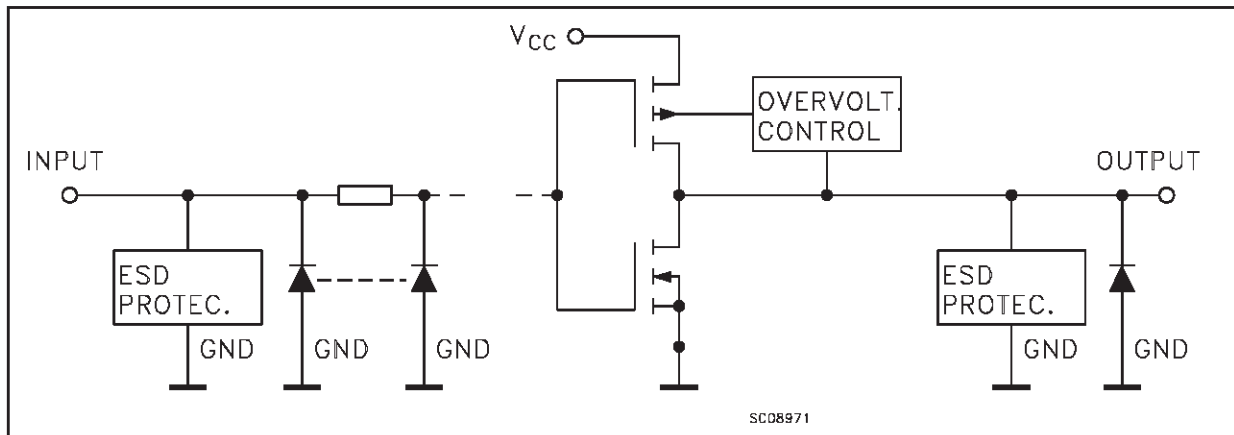 VCC
OVERVOLT.
CONTROL
INPUT
OUTPUT
ESD
PROTEC.
ESD
PROTEC.
GND
GND
GND
GND
GND
SC08971